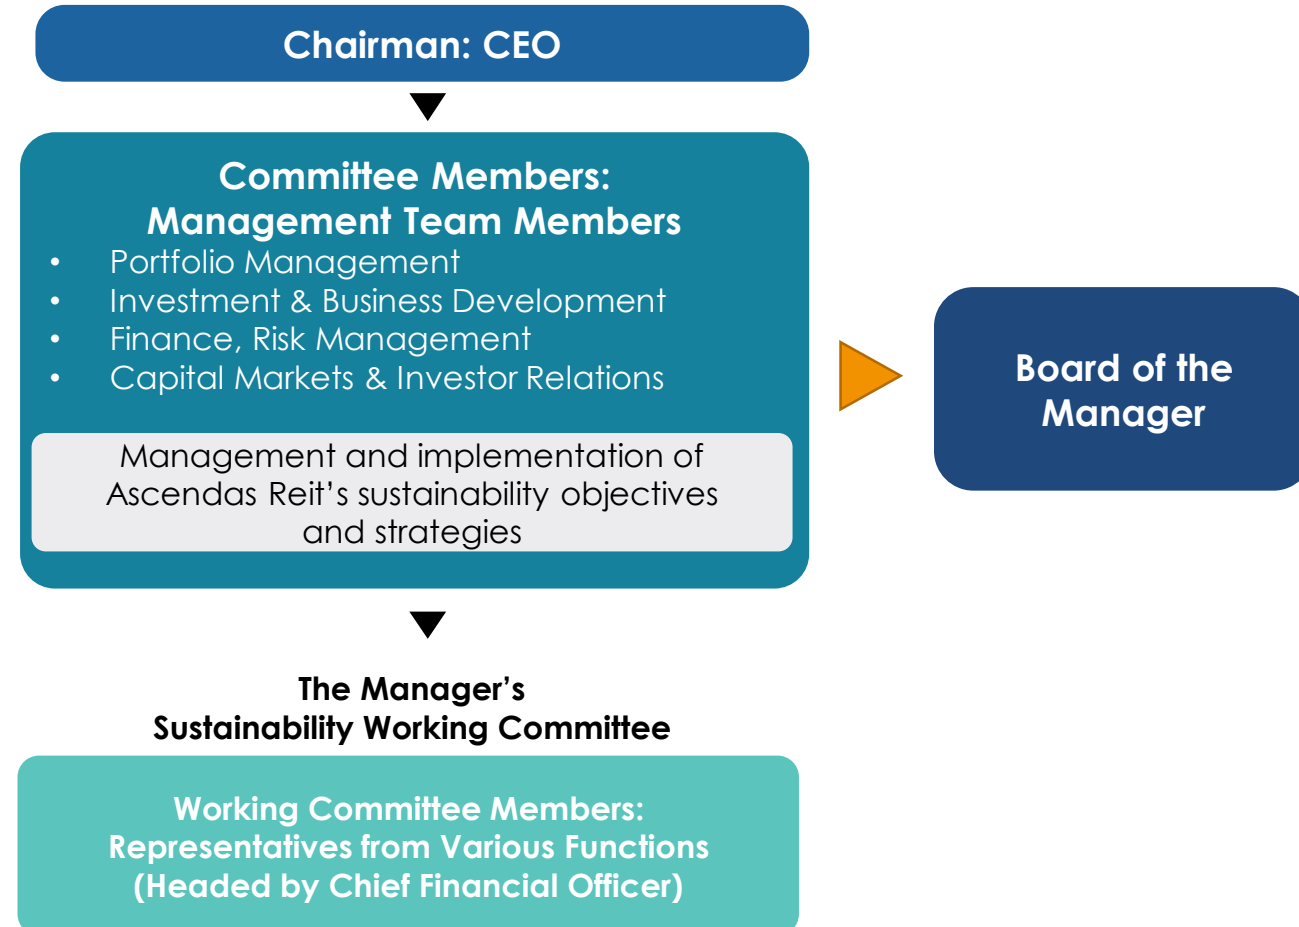 Chairman: CEO
Committee Members:
Management Team Members
• Portfolio Management
• Investment & Business Development
• Finance, Risk Management
• Capital Markets & Investor Relations
Management and implementation of
Ascendas Reit’s sustainability objectives
and strategies
Board of the
Manager
The Manager’s
Sustainability Working Committee
Working Committee Members:
Representatives from Various Functions
(Headed by Chief Financial Officer)